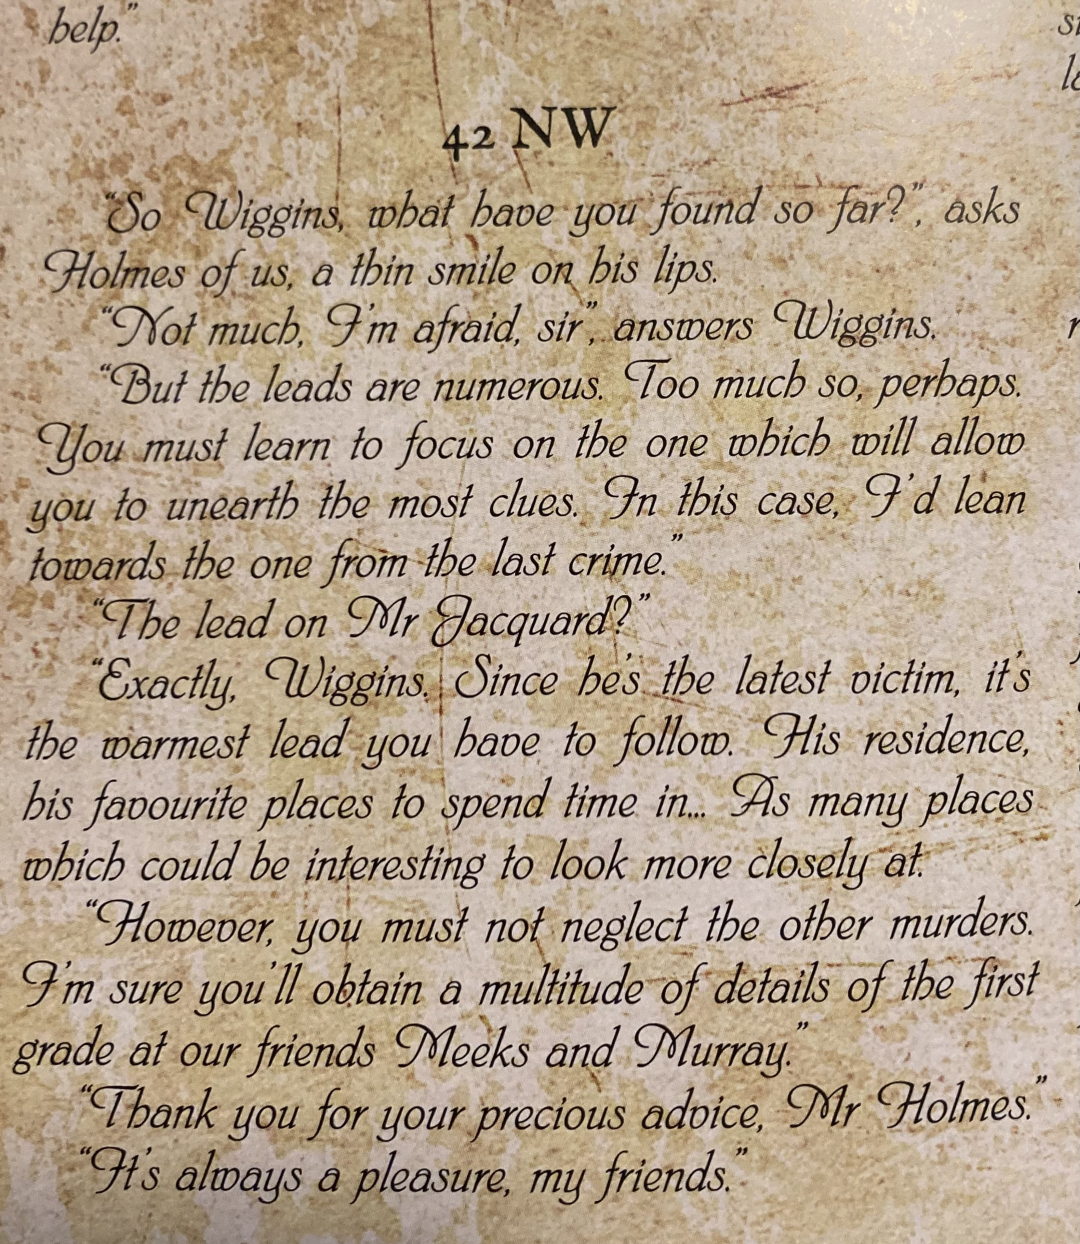 help."
42 NW
"So Wiggins, what have you found so far?", asks
Holmes of us, a thin smile on his lips.
"Not much, I'm afraid, sir", answers Wiggins.
"But the leads are numerous. Too much so, perhaps.
You must learn to focus on the one which will allow
you to unearth the most clues. In this case, I'd lean
towards the one from the last crime."
"The lead on Mr Jacquard?"
"Exactly, Wiggins. Since he's the latest victim, it's
the warmest lead you have to follow. His residence,
his favourite places to spend time in... As many places
which could be interesting to look more closely at.
"However, you must not neglect the other murders.
I'm sure you'll obtain a multitude of details of the first
grade at our friends Meeks and Murray."
"Thank you for your precious advice, Mr Holmes."
"It's always a pleasure, my friends."